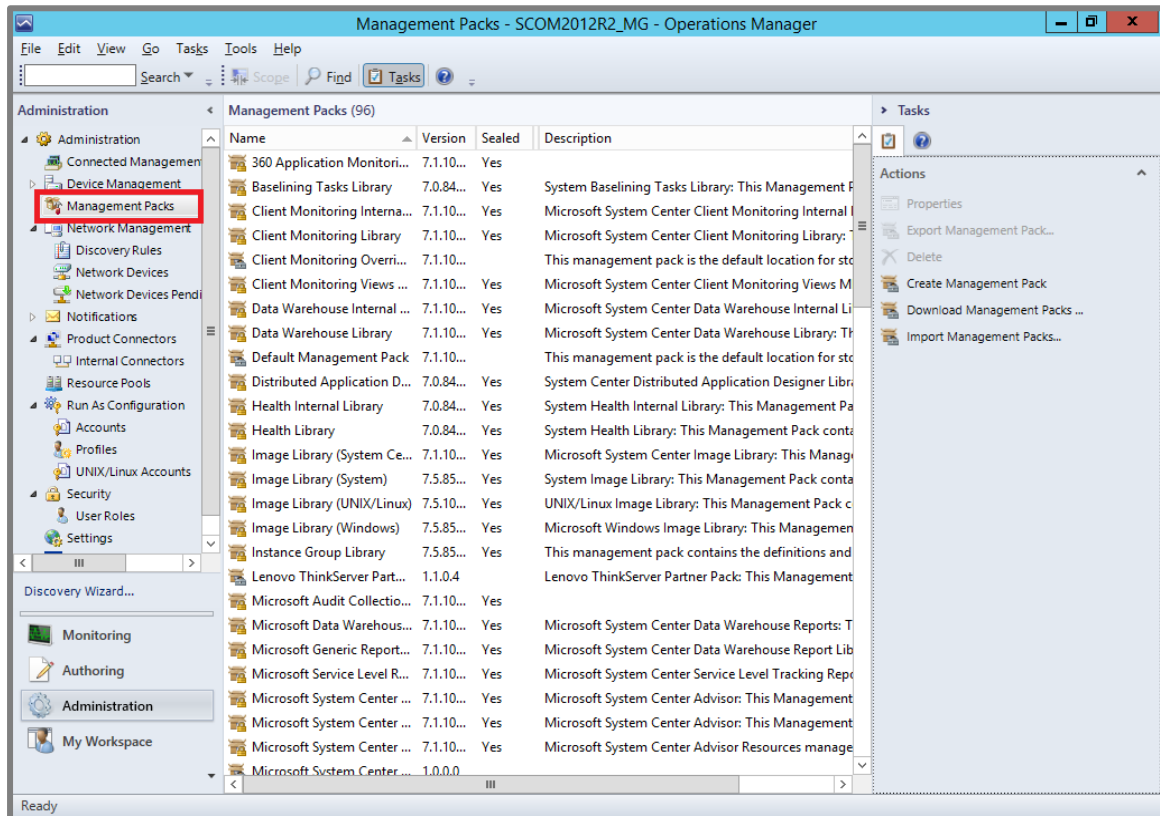 Management Packs - SCOM2012R2_MG - Operations Manager
File Edit View Go Tasks Tools Help
Search Scope Find Tasks
Administration
Administration
Connected Managemen
Device Management
Management Packs
Network Management
Discovery Rules
Network Devices
Network Devices Pendi
Notifications
Product Connectors
Internal Connectors
Resource Pools
Run As Configuration
Accounts
Profiles
UNIX/Linux Accounts
Security
User Roles
Settings
Discovery Wizard...
Monitoring
Authoring
Administration
My Workspace
Management Packs (96)
Name Version Sealed Description
360 Application Monitori... 7.1.10... Yes
Baselining Tasks Library 7.0.84... Yes System Baselining Tasks Library: This Management P
Client Monitoring Interna... 7.1.10... Yes Microsoft System Center Client Monitoring Internal
Client Monitoring Library 7.1.10... Yes Microsoft System Center Client Monitoring Library:
Client Monitoring Overri... 7.1.10... This management pack is the default location for sto
Client Monitoring Views ... 7.1.10... Yes Microsoft System Center Client Monitoring Views M
Data Warehouse Internal ... 7.1.10... Yes Microsoft System Center Data Warehouse Internal Li
Data Warehouse Library 7.1.10... Yes Microsoft System Center Data Warehouse Library: Th
Default Management Pack 7.1.10... This management pack is the default location for sto
Distributed Application D... 7.0.84... Yes System Center Distributed Application Designer Libra
Health Internal Library 7.0.84... Yes System Health Internal Library: This Management Pa
Health Library 7.0.84... Yes System Health Library: This Management Pack conta
Image Library (System Ce... 7.1.10... Yes Microsoft System Center Image Library: This Manag
Image Library (System) 7.5.85... Yes System Image Library: This Management Pack conta
Image Library (UNIX/Linux) 7.5.10... Yes UNIX/Linux Image Library: This Management Pack c
Image Library (Windows) 7.5.85... Yes Microsoft Windows Image Library: This Managemen
Instance Group Library 7.5.85... Yes This management pack contains the definitions and
Lenovo ThinkServer Part... 1.1.0.4 Lenovo ThinkServer Partner Pack: This Management
Microsoft Audit Collectio... 7.1.10... Yes
Microsoft Data Warehous... 7.1.10... Yes Microsoft System Center Data Warehouse Reports: T
Microsoft Generic Report... 7.1.10... Yes Microsoft System Center Data Warehouse Report Lib
Microsoft Service Level R... 7.1.10... Yes Microsoft System Center Service Level Tracking Repo
Microsoft System Center ... 7.1.10... Yes Microsoft System Center Advisor: This Management
Microsoft System Center ... 7.1.10... Yes Microsoft System Center Advisor: This Management
Microsoft System Center ... 7.1.10... Yes Microsoft System Center Advisor Resources manage
Microsoft System Center ... 1.0.0.0
Tasks
Actions
Properties
Export Management Pack...
Delete
Create Management Pack
Download Management Packs ...
Import Management Packs...
Ready